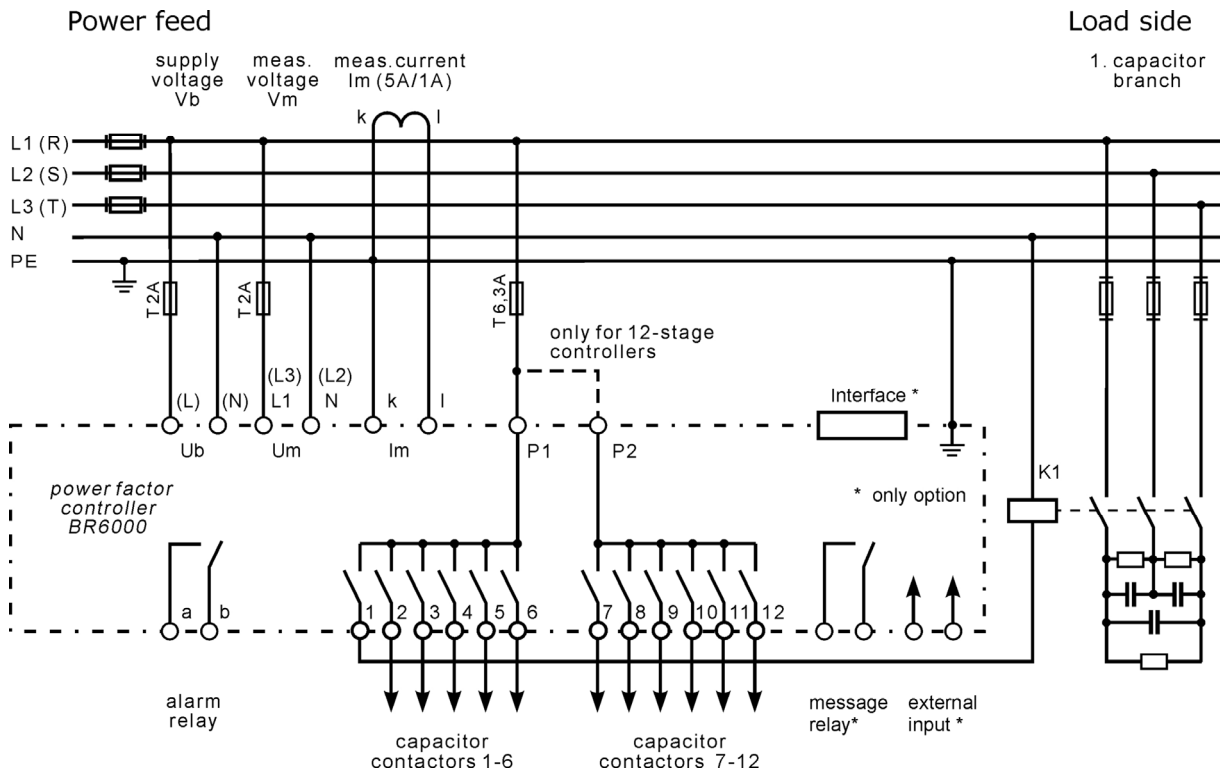 Power feed
Load side
supply
voltage
Vb
meas.
voltage
Vm
meas.current
Im (5A/1A)
1. capacitor
branch
k
l
L1 (R)
L2 (S)
L3 (T)
N
PE
T2A
T2A
T6,3A
only for 12-stage
controllers
(L)
(N)
(L3)
L1
(L2)
N
k
l
Interface *
Ub
Um
Im
P1
P2
K1
power factor
controller
BR6000
* only option
a
b
1
2
3
4
5
6
7
8
9
10
11
12
alarm
relay
capacitor
contactors 1-6
capacitor
contactors 7-12
message
relay*
external
input *